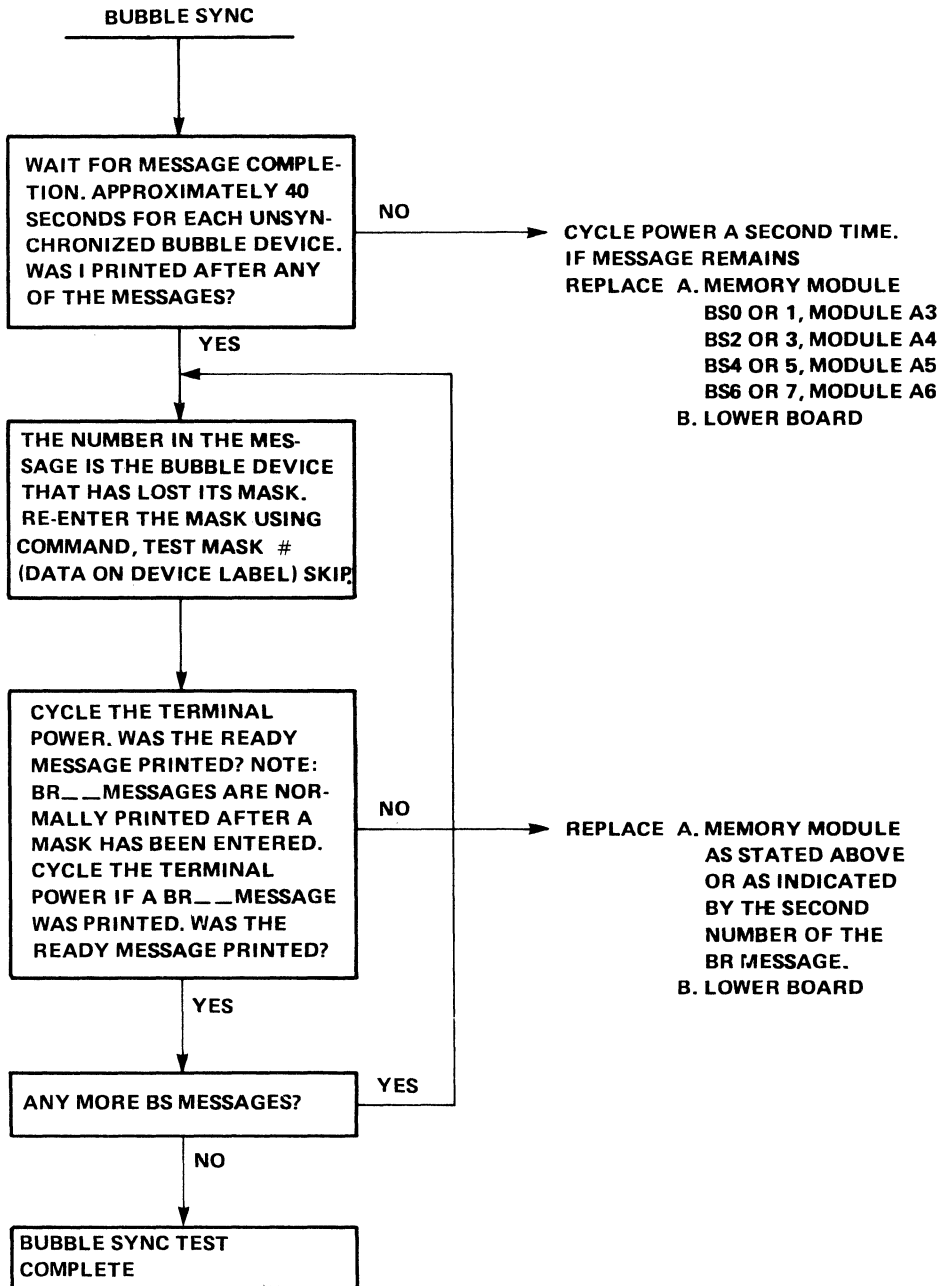 BUBBLE SYNC
WAIT FOR MESSAGE COMPLE-
TION. APPROXIMATELY 40
SECONDS FOR EACH UNSYN-
CHRONIZED BUBBLE DEVICE.
WAS I PRINTED AFTER ANY
OF THE MESSAGES?
NO
CYCLE POWER A SECOND TIME.
IF MESSAGE REMAINS
REPLACE A. MEMORY MODULE
BS0 OR 1, MODULE A3
BS2 OR 3, MODULE A4
BS4 OR 5, MODULE A5
BS6 OR 7, MODULE A6
B. LOWER BOARD
YES
THE NUMBER IN THE MES-
SAGE IS THE BUBBLE DEVICE
THAT HAS LOST ITS MASK.
RE-ENTER THE MASK USING
COMMAND, TEST MASK #
(DATA ON DEVICE LABEL) SKIP.
CYCLE THE TERMINAL
POWER. WAS THE READY
MESSAGE PRINTED? NOTE:
BR__ __MESSAGES ARE NOR-
MALLY PRINTED AFTER A
MASK HAS BEEN ENTERED.
CYCLE THE TERMINAL
POWER IF A BR__ __MESSAGE
WAS PRINTED. WAS THE
READY MESSAGE PRINTED?
NO
REPLACE A. MEMORY MODULE
AS STATED ABOVE
OR AS INDICATED
BY THE SECOND
NUMBER OF THE
BR MESSAGE.
B. LOWER BOARD
YES
ANY MORE BS MESSAGES?
YES
NO
BUBBLE SYNC TEST
COMPLETE